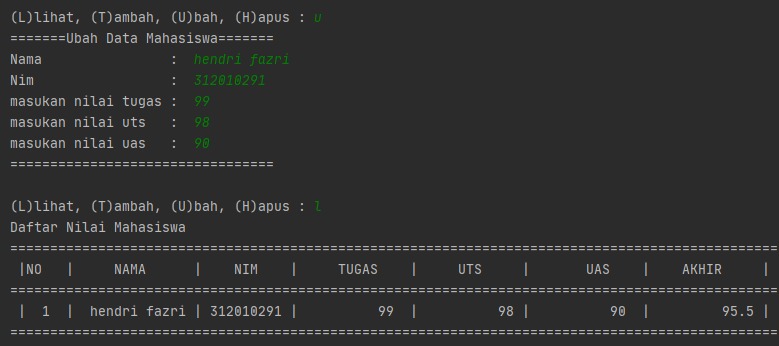 (L)lihat, (T)ambah, (U)bah, (H)apus : u
=======Ubah Data Mahasiswa=======
Nama                :  hendri fazri
Nim                 :  312010291
masukan nilai tugas :  99
masukan nilai uts   :  98
masukan nilai uas   :  90
=================================
(L)lihat, (T)ambah, (U)bah, (H)apus : l
Daftar Nilai Mahasiswa
================================================================================================
|NO   |     NAMA      |    NIM    |     TUGAS    |     UTS     |       UAS    |    AKHIR     |
================================================================================================
|  1  |  hendri fazri | 312010291 |          99  |          98 |          90  |         95.5 |
================================================================================================